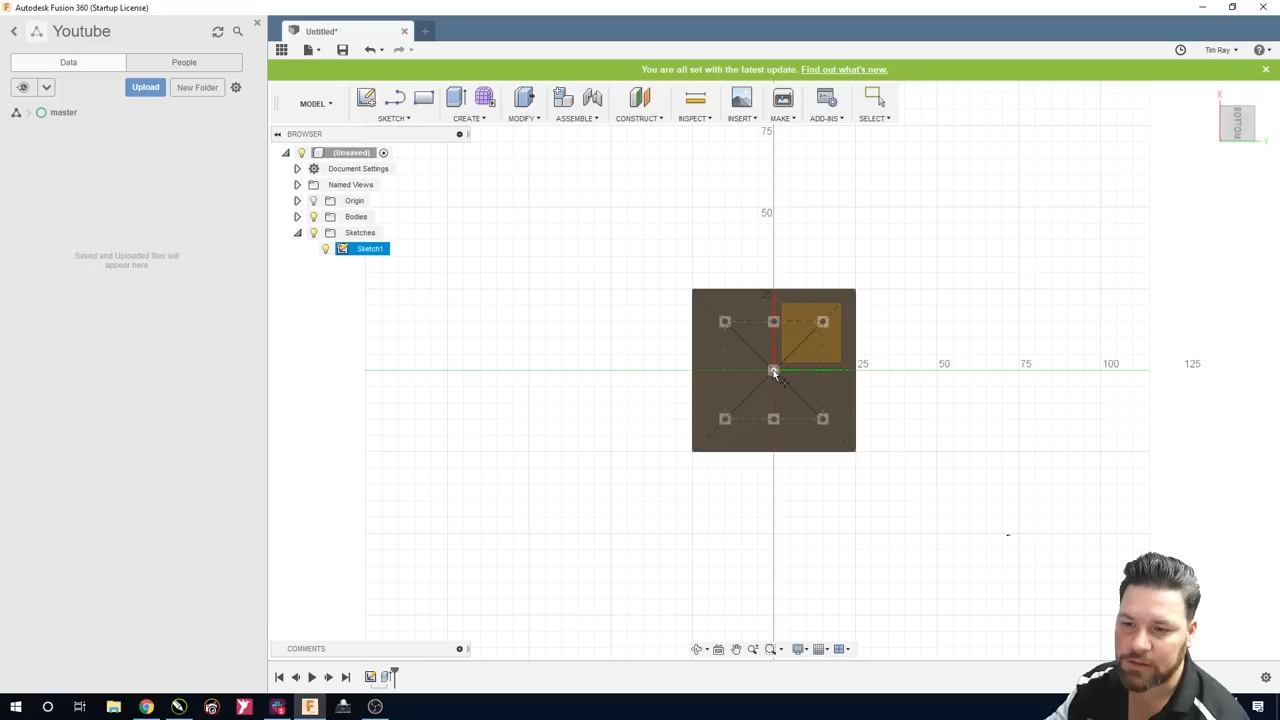 Autodesk Fusion 360 (Startup License)
Youtube
Data
People
Upload
New Folder
master
Saved and Uploaded files will
appear here
Untitled*
Tim Ray
You are all set with the latest update. Find out what's new.
MODEL
SKETCH
CREATE
MODIFY
ASSEMBLE
CONSTRUCT
INSPECT
INSERT
MAKE
ADD-INS
SELECT
BROWSER
(Unsaved)
Document Settings
Named Views
Origin
Bodies
Sketches
Sketch1
X
BOTTOM
Y
75
50
25
25
50
75
100
125
COMMENTS